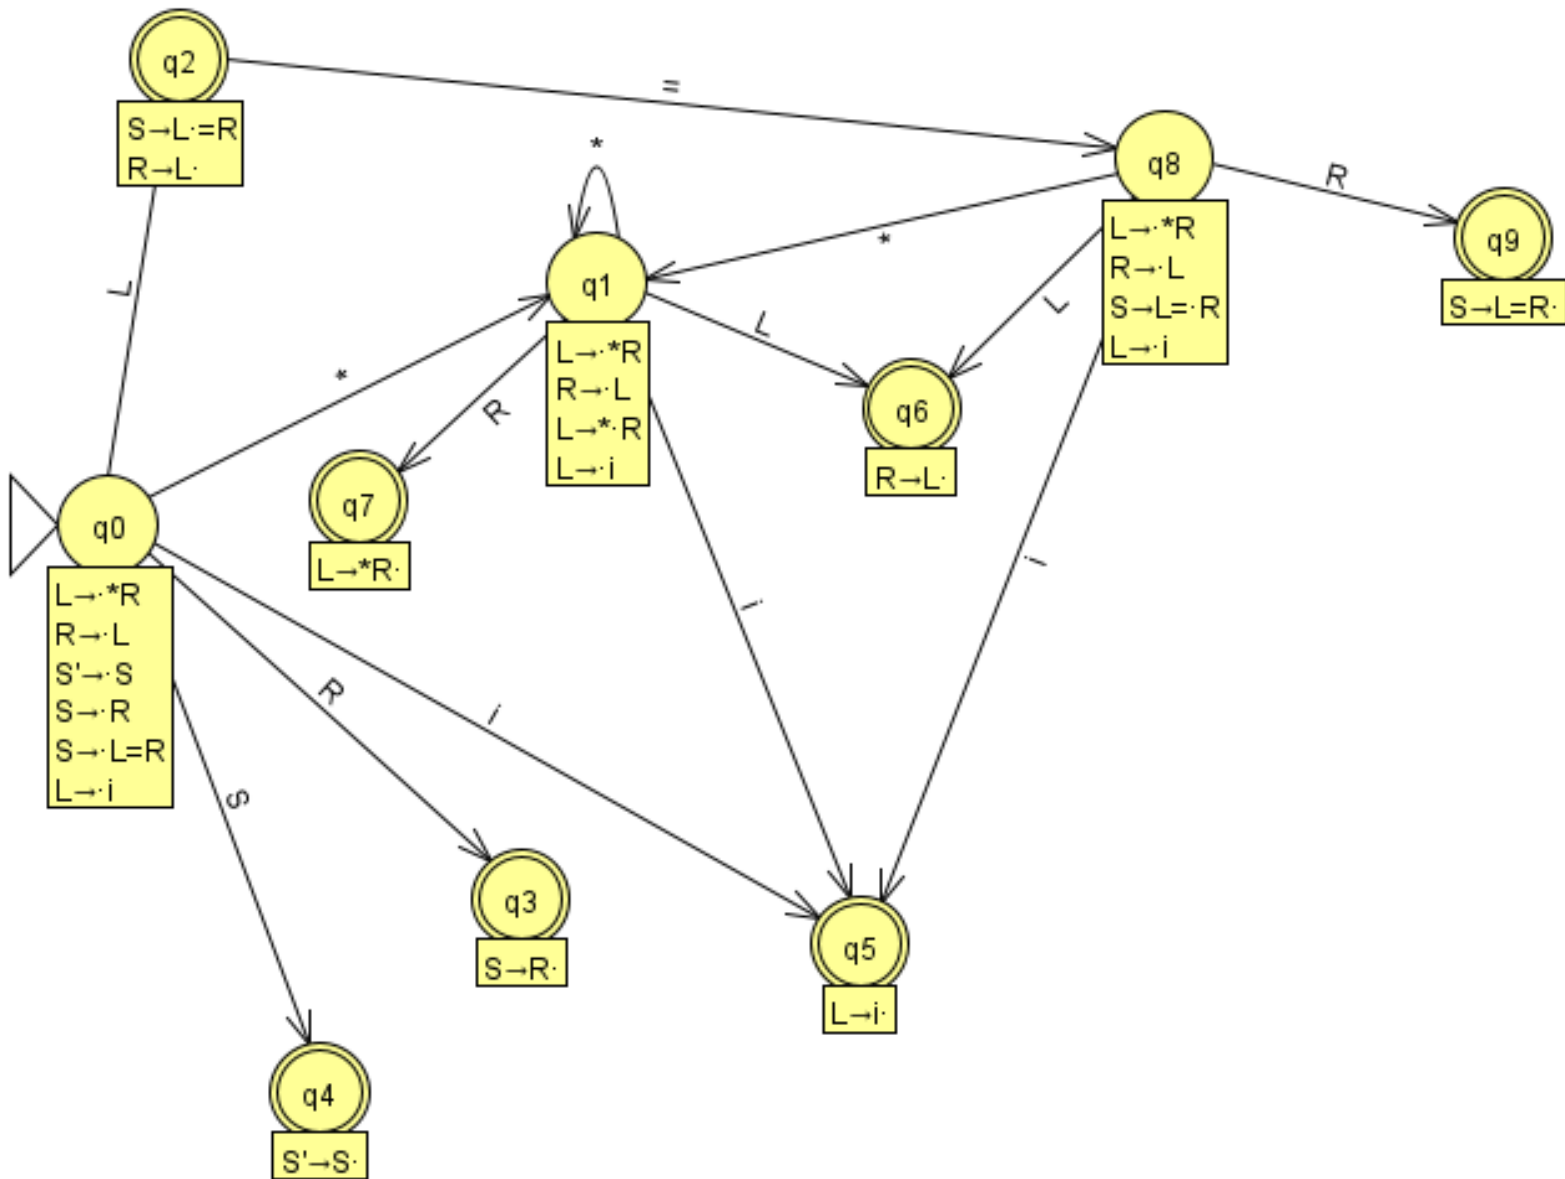 q2
S→L·=R
R→L·
=
q8
L→·*R
R→·L
S→L=·R
L→·i
R
q9
S→L=R·
*
q1
L→·*R
R→·L
L→*·R
L→·i
*
L
L
q6
R→L·
L
*
R
q7
L→*R·
q0
L→·*R
R→·L
S'→·S
S→·R
S→·L=R
L→·i
i
i
i
R
S
q3
S→R·
q5
L→i·
q4
S'→S·